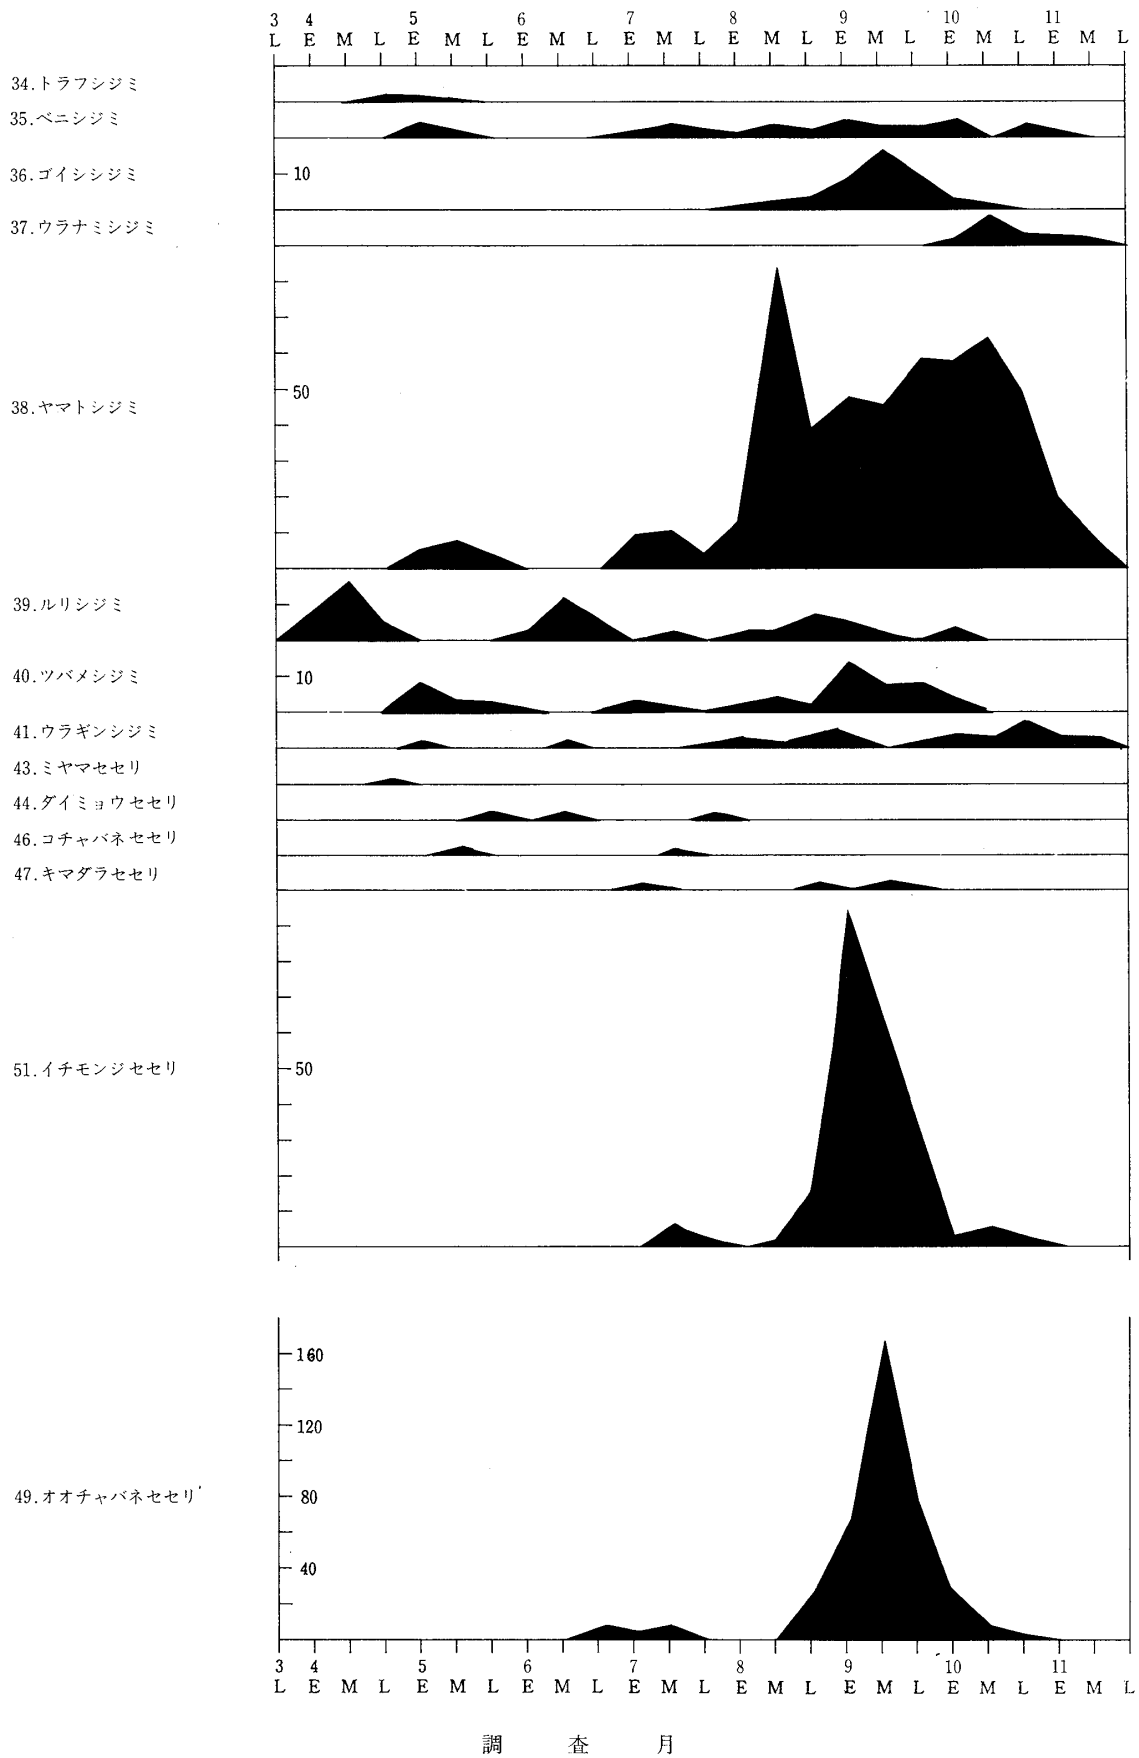 3 4 5 6 7 8 9 10 11
L E M L E M L E M L E M L E M L E M L E M L E M L
34.トラフシジミ
35.ベニシジミ
36.ゴイシシジミ
10
37.ウラナミシジミ
50
38.ヤマトシジミ
39.ルリシジミ
40.ツバメシジミ
10
41.ウラギンシジミ
43.ミヤマセセリ
44.ダイミョウセセリ
46.コチャバネセセリ
47.キマダラセセリ
51.イチモンジセセリ
50
160
120
49.オオチャバネセセリ
80
40
3 4 5 6 7 8 9 10 11
L E M L E M L E M L E M L E M L E M L E M L E M L
調 査 月